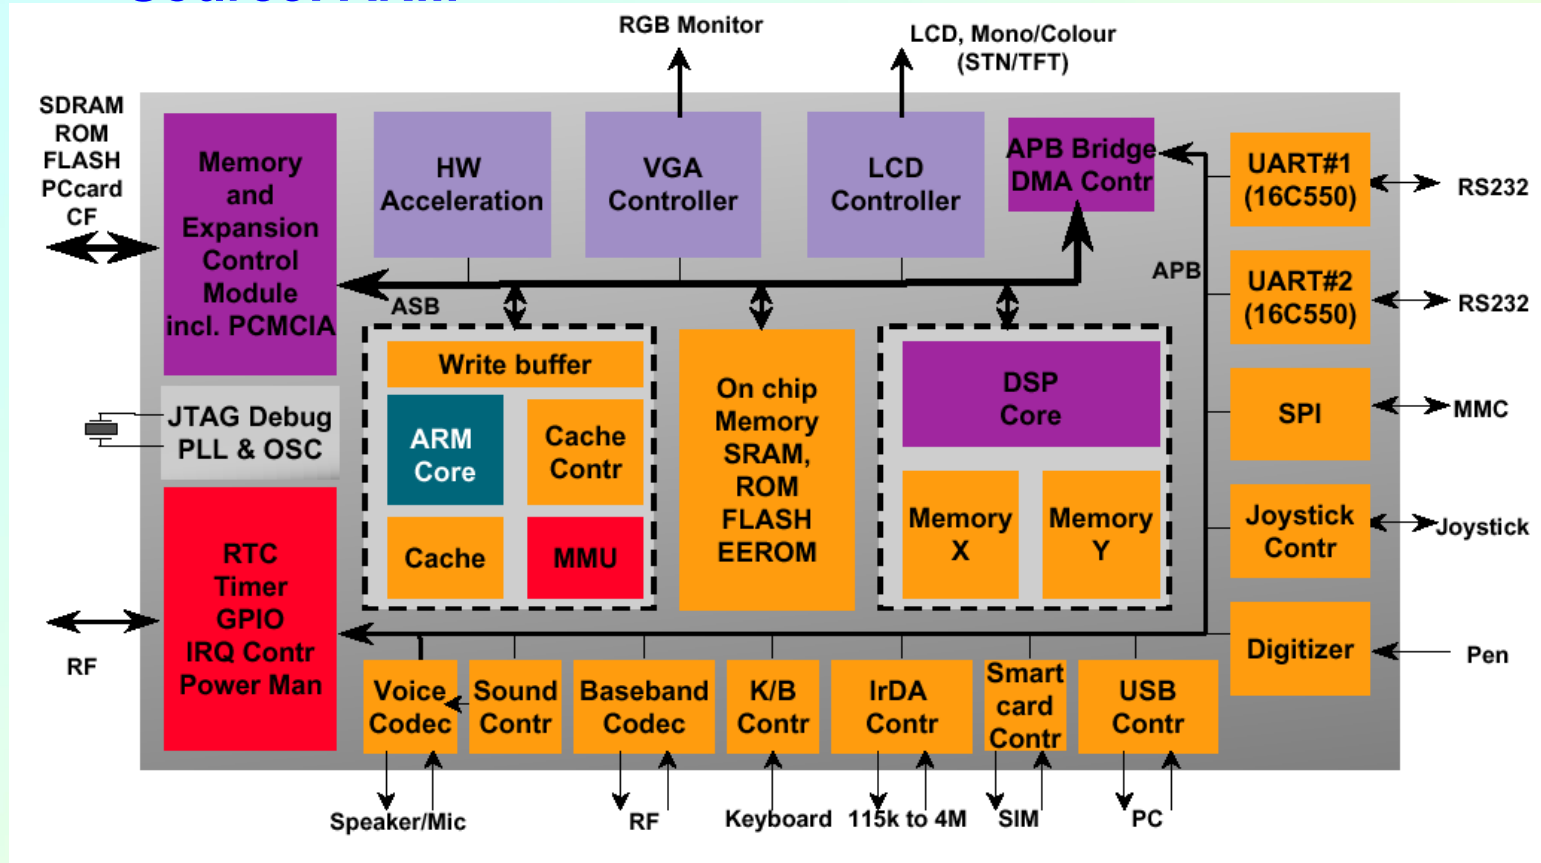 RGB Monitor
LCD, Mono/Colour
(STN/TFT)
SDRAM
ROM
FLASH
PCcard
CF
Memory
and
Expansion
Control
Module
incl. PCMCIA
HW
Acceleration
VGA
Controller
LCD
Controller
APB Bridge
DMA Contr
UART#1
(16C550)
RS232
APB
UART#2
(16C550)
RS232
ASB
Write buffer
ARM
Core
Cache
Contr
Cache
MMU
On chip
Memory
SRAM,
ROM
FLASH
EEROM
DSP
Core
Memory
X
Memory
Y
SPI
MMC
JTAG Debug
PLL & OSC
Joystick
Contr
Joystick
RTC
Timer
GPIO
IRQ Contr
Power Man
RF
Digitizer
Pen
Voice
Codec
Sound
Contr
Baseband
Codec
K/B
Contr
IrDA
Contr
Smart
card
Contr
USB
Contr
Speaker/Mic
RF
Keyboard
115k to 4M
SIM
PC